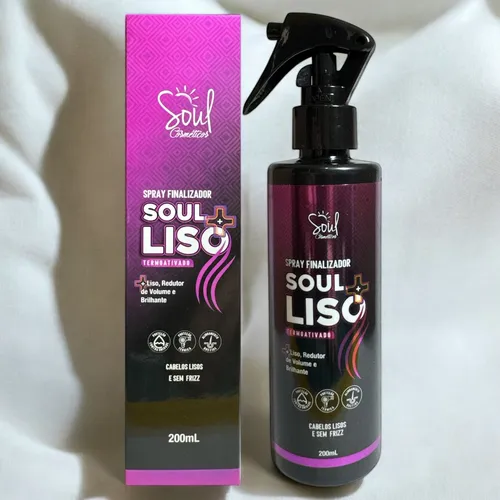 Soul
Cosméticos
SPRAY FINALIZADOR
SOUL+
LISO
TERMOATIVADO
+Liso, Redutor
de Volume e
Brilhante
CABELOS LISOS
E SEM FRIZZ
200mL
Soul
Cosméticos
SPRAY FINALIZADOR
SOUL+
LISO
TERMOATIVADO
+Liso, Redutor
de Volume e
Brilhante
CABELOS LISOS
E SEM FRIZZ
200mL